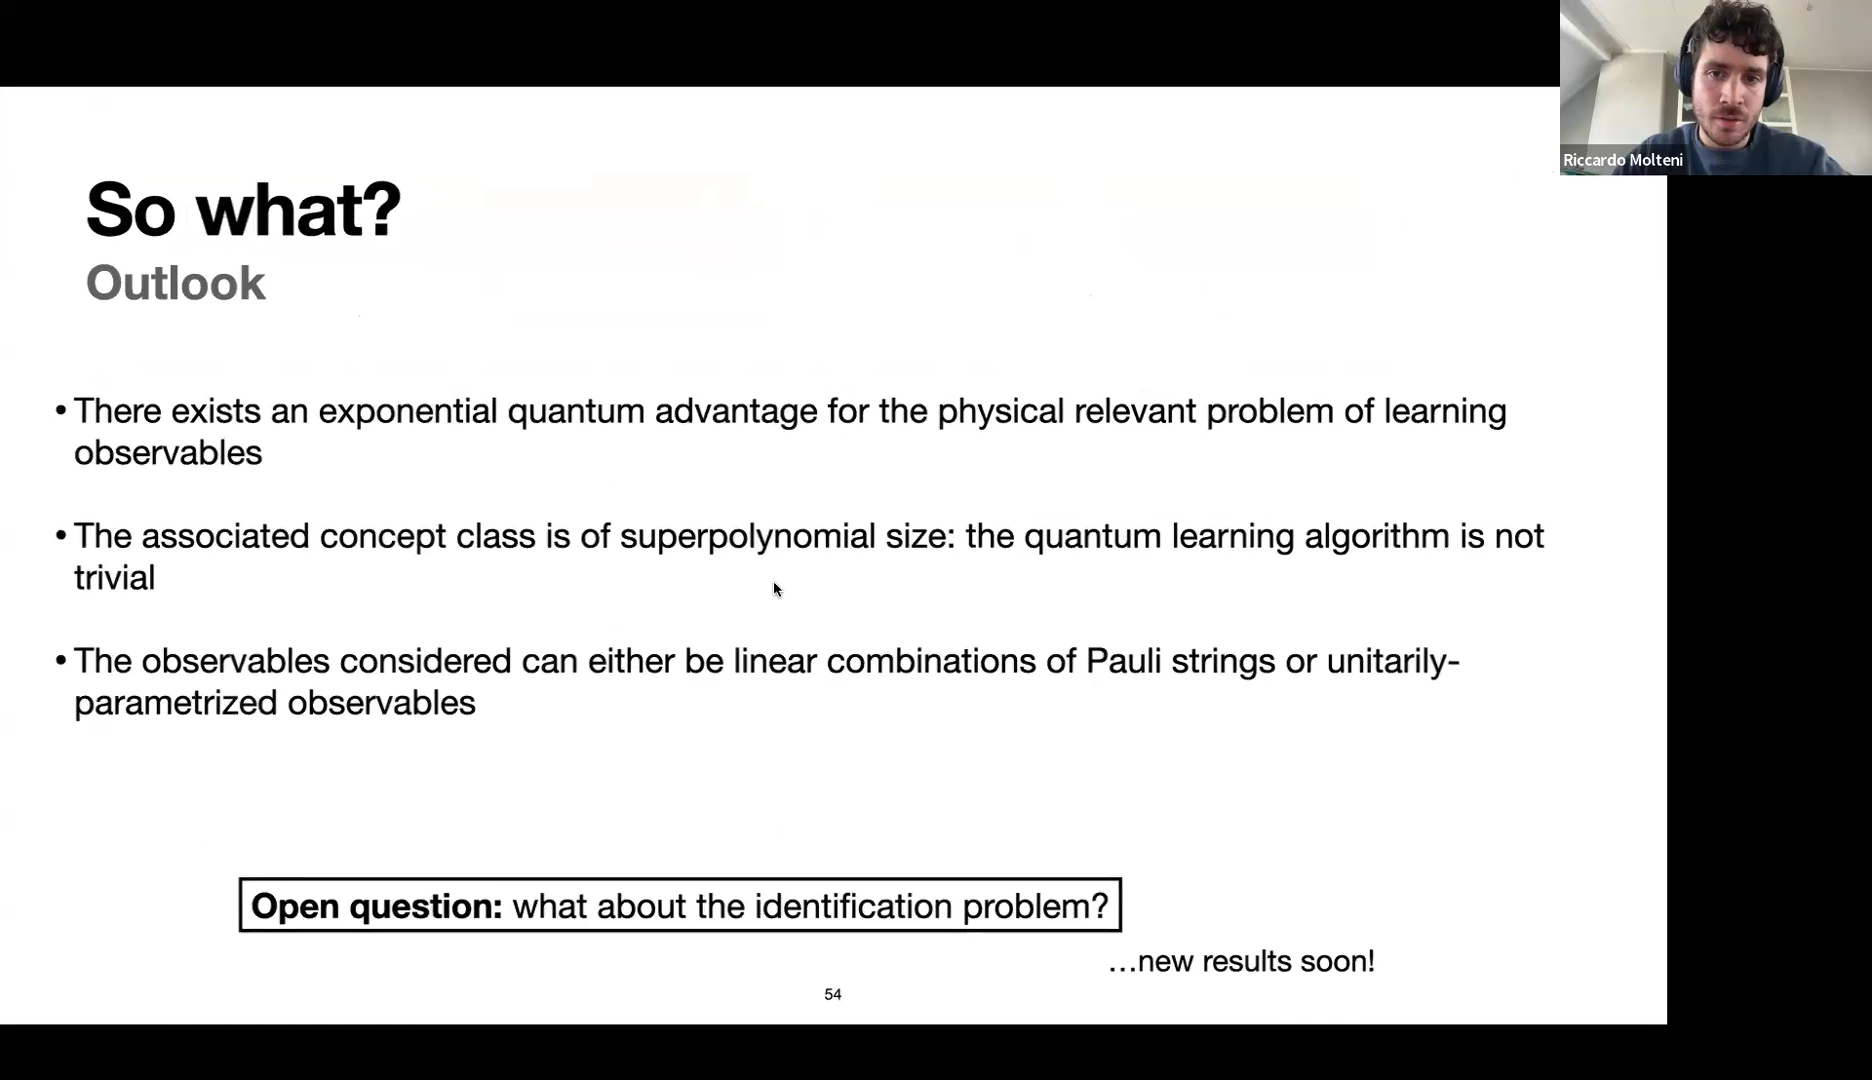 Riccardo Molteni
So what?
Outlook
• There exists an exponential quantum advantage for the physical relevant problem of learning
observables
• The associated concept class is of superpolynomial size: the quantum learning algorithm is not
trivial
• The observables considered can either be linear combinations of Pauli strings or unitarily-
parametrized observables
Open question: what about the identification problem?
…new results soon!
54